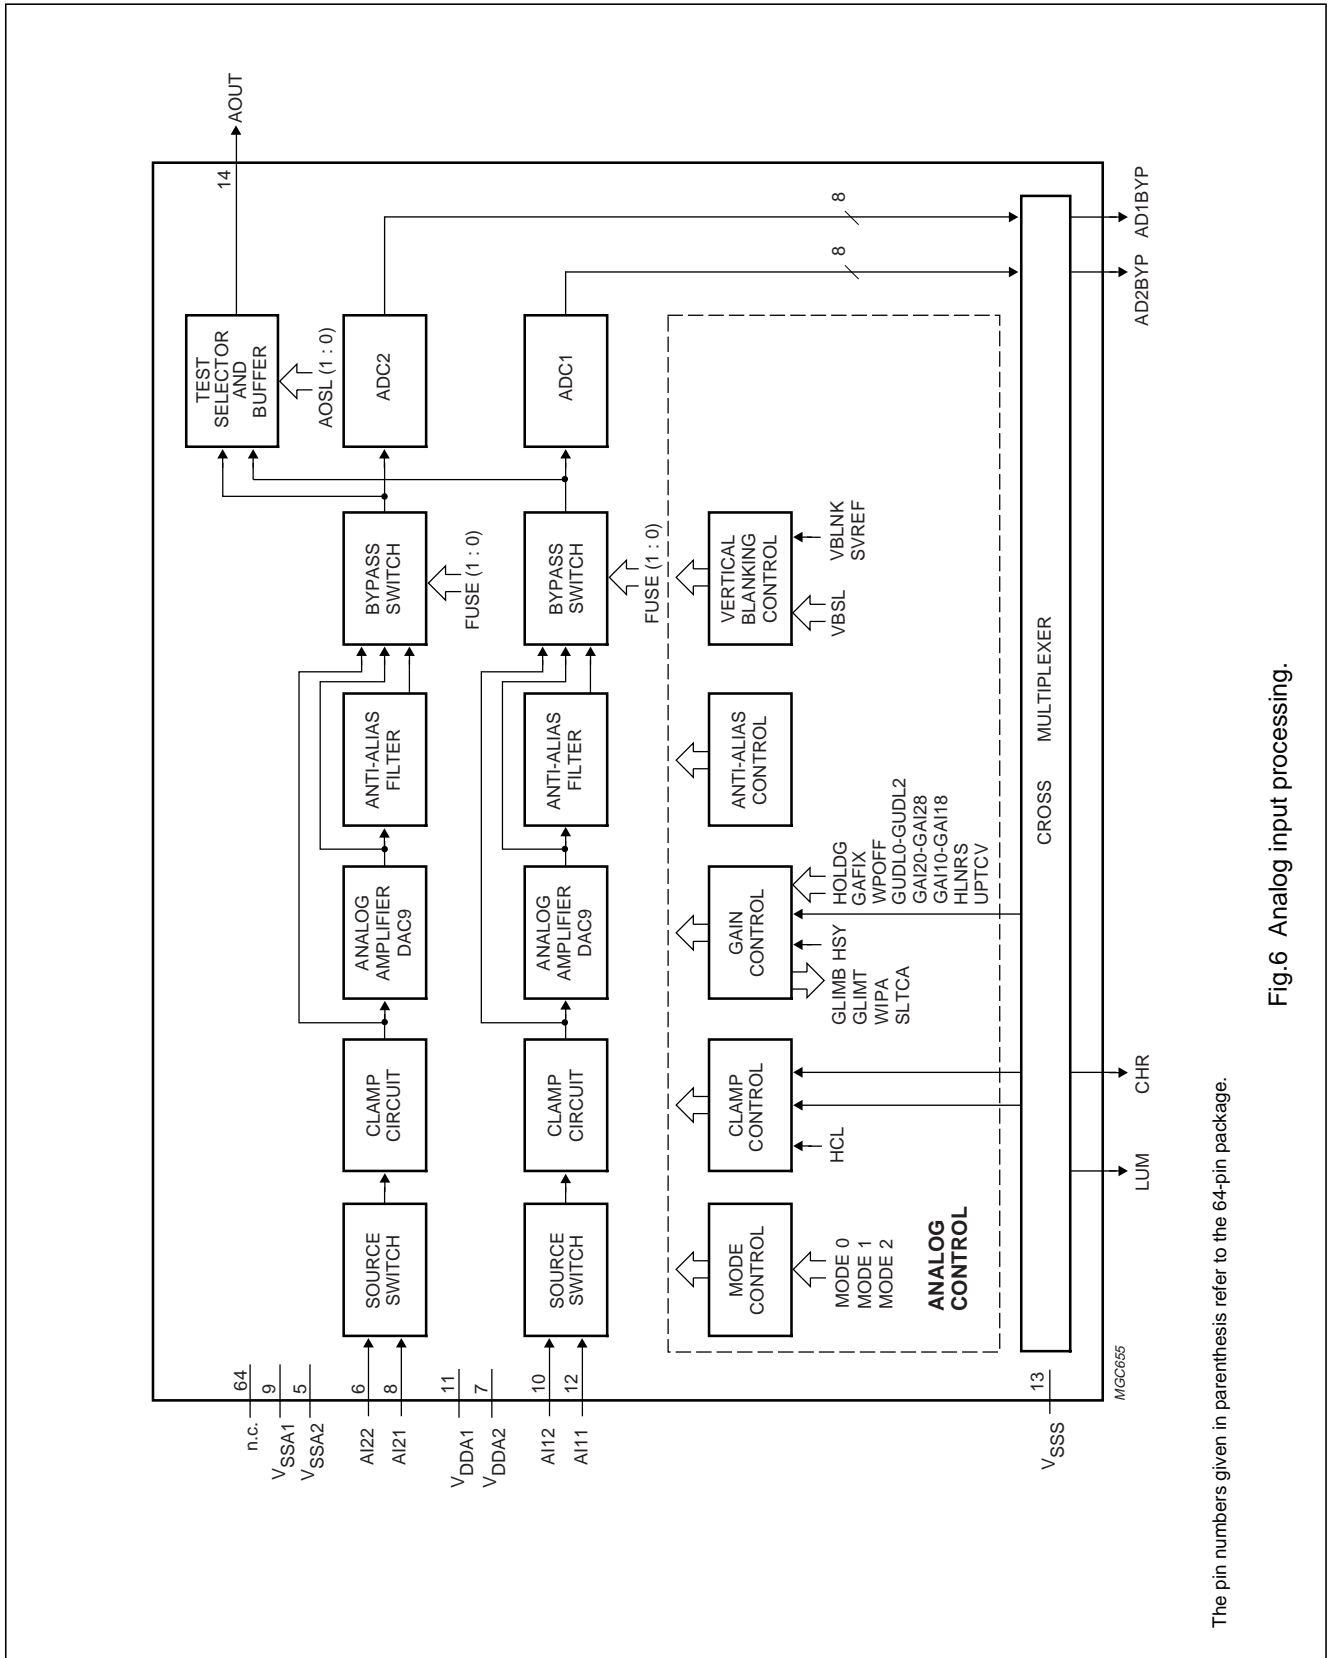 n.c.
64
VSSA1
9
VSSA2
5
AI22
6
AI21
8
VDDA1
11
VDDA2
7
AI12
10
AI11
12
VSSS
13
SOURCE
SWITCH
CLAMP
CIRCUIT
ANALOG
AMPLIFIER
DAC9
ANTI-ALIAS
FILTER
BYPASS
SWITCH
FUSE (1 : 0)
ADC2
TEST
SELECTOR
AND
BUFFER
AOSL (1 : 0)
14
AOUT
SOURCE
SWITCH
CLAMP
CIRCUIT
ANALOG
AMPLIFIER
DAC9
ANTI-ALIAS
FILTER
BYPASS
SWITCH
FUSE (1 : 0)
ADC1
8
8
MODE
CONTROL
MODE 0
MODE 1
MODE 2
ANALOG
CONTROL
CLAMP
CONTROL
HCL
GAIN
CONTROL
GLIMB
GLIMT
WIPA
SLTCA
HSY
HOLDG
GAFIX
WPOFF
GUDL0-GUDL2
GAI20-GAI28
GAI10-GAI18
HLNRS
UPTCV
ANTI-ALIAS
CONTROL
VERTICAL
BLANKING
CONTROL
VBSL
VBLNK
SVREF
CROSS MULTIPLEXER
MGC655
LUM
CHR
AD2BYP
AD1BYP
The pin numbers given in parenthesis refer to the 64-pin package.
Fig.6 Analog input processing.